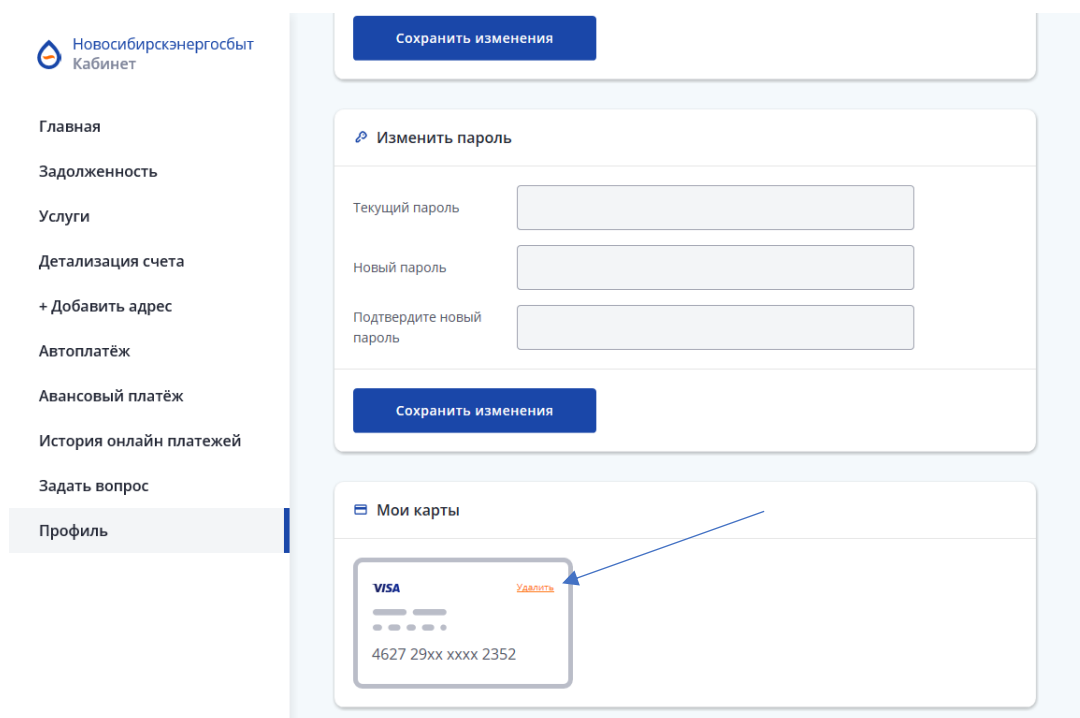 Новосибирскэнергосбыт
Кабинет
Главная
Задолженность
Услуги
Детализация счета
+ Добавить адрес
Автоплатёж
Авансовый платёж
История онлайн платежей
Задать вопрос
Профиль
Сохранить изменения
Изменить пароль
Текущий пароль
Новый пароль
Подтвердите новый
пароль
Сохранить изменения
Мои карты
VISA Удалить
4627 29xx xxxx 2352